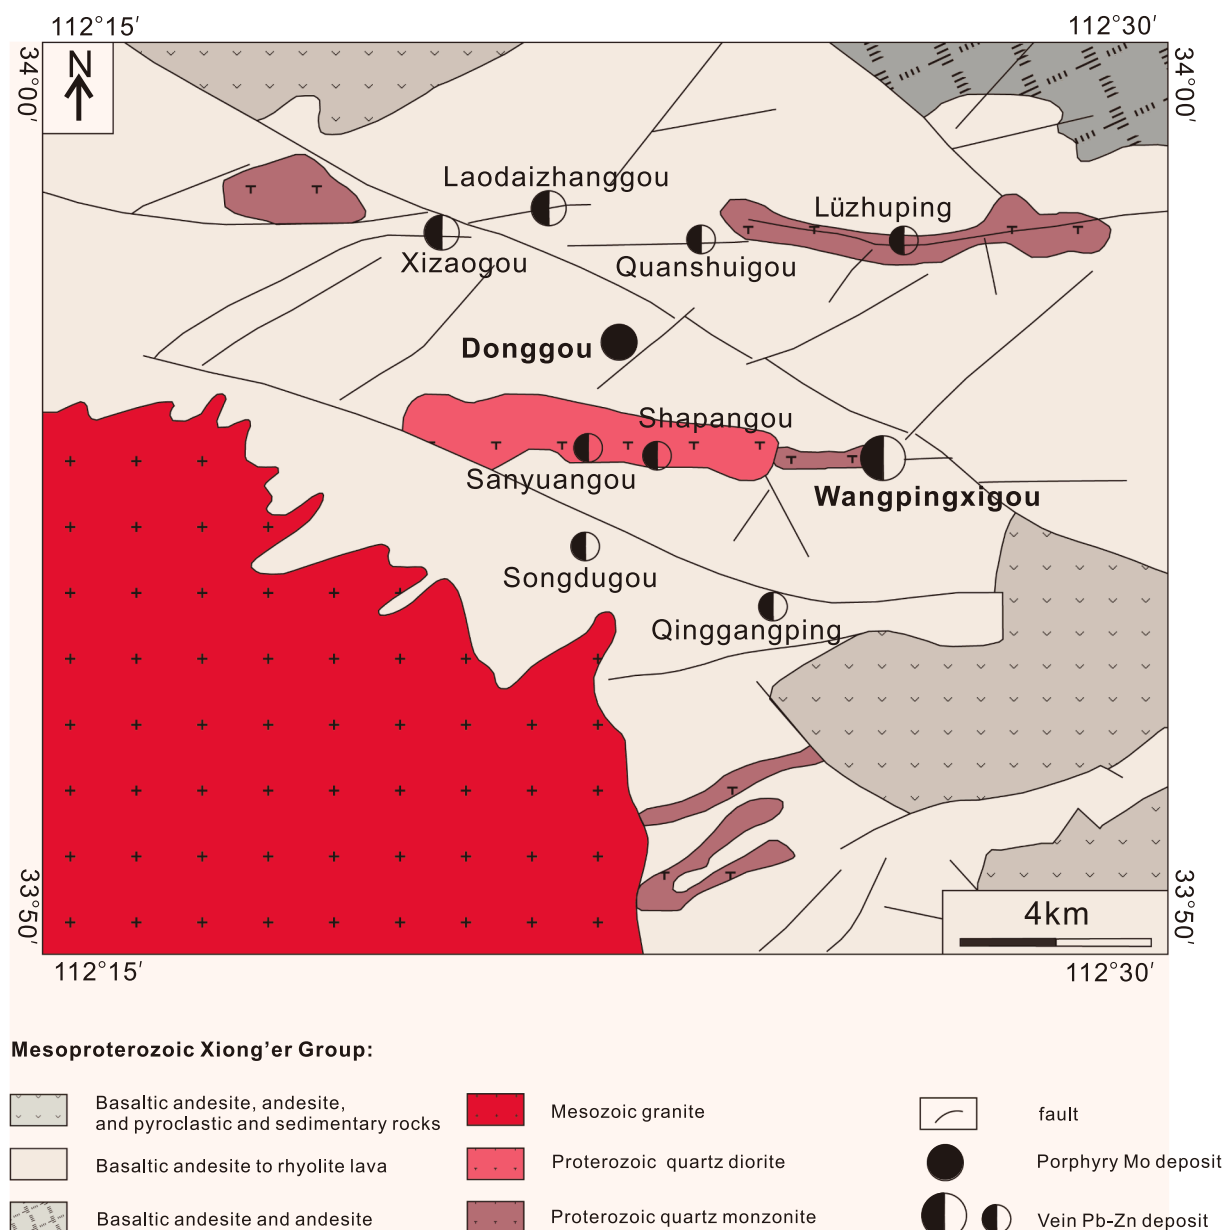 112°15′
112°30′
34°00′
34°00′
N
Laodaizhanggou
Lüzhuping
Xizaogou
Quanshuigou
Donggou
Shapangou
Sanyuangou
Wangpingxigou
Songdugou
Qinggangping
33°50′
33°50′
4km
112°15′
112°30′
Mesoproterozoic Xiong’er Group:
Basaltic andesite, andesite,
and pyroclastic and sedimentary rocks
Mesozoic granite
fault
Basaltic andesite to rhyolite lava
Proterozoic quartz diorite
Porphyry Mo deposit
Basaltic andesite and andesite
Proterozoic quartz monzonite
Vein Pb-Zn deposit